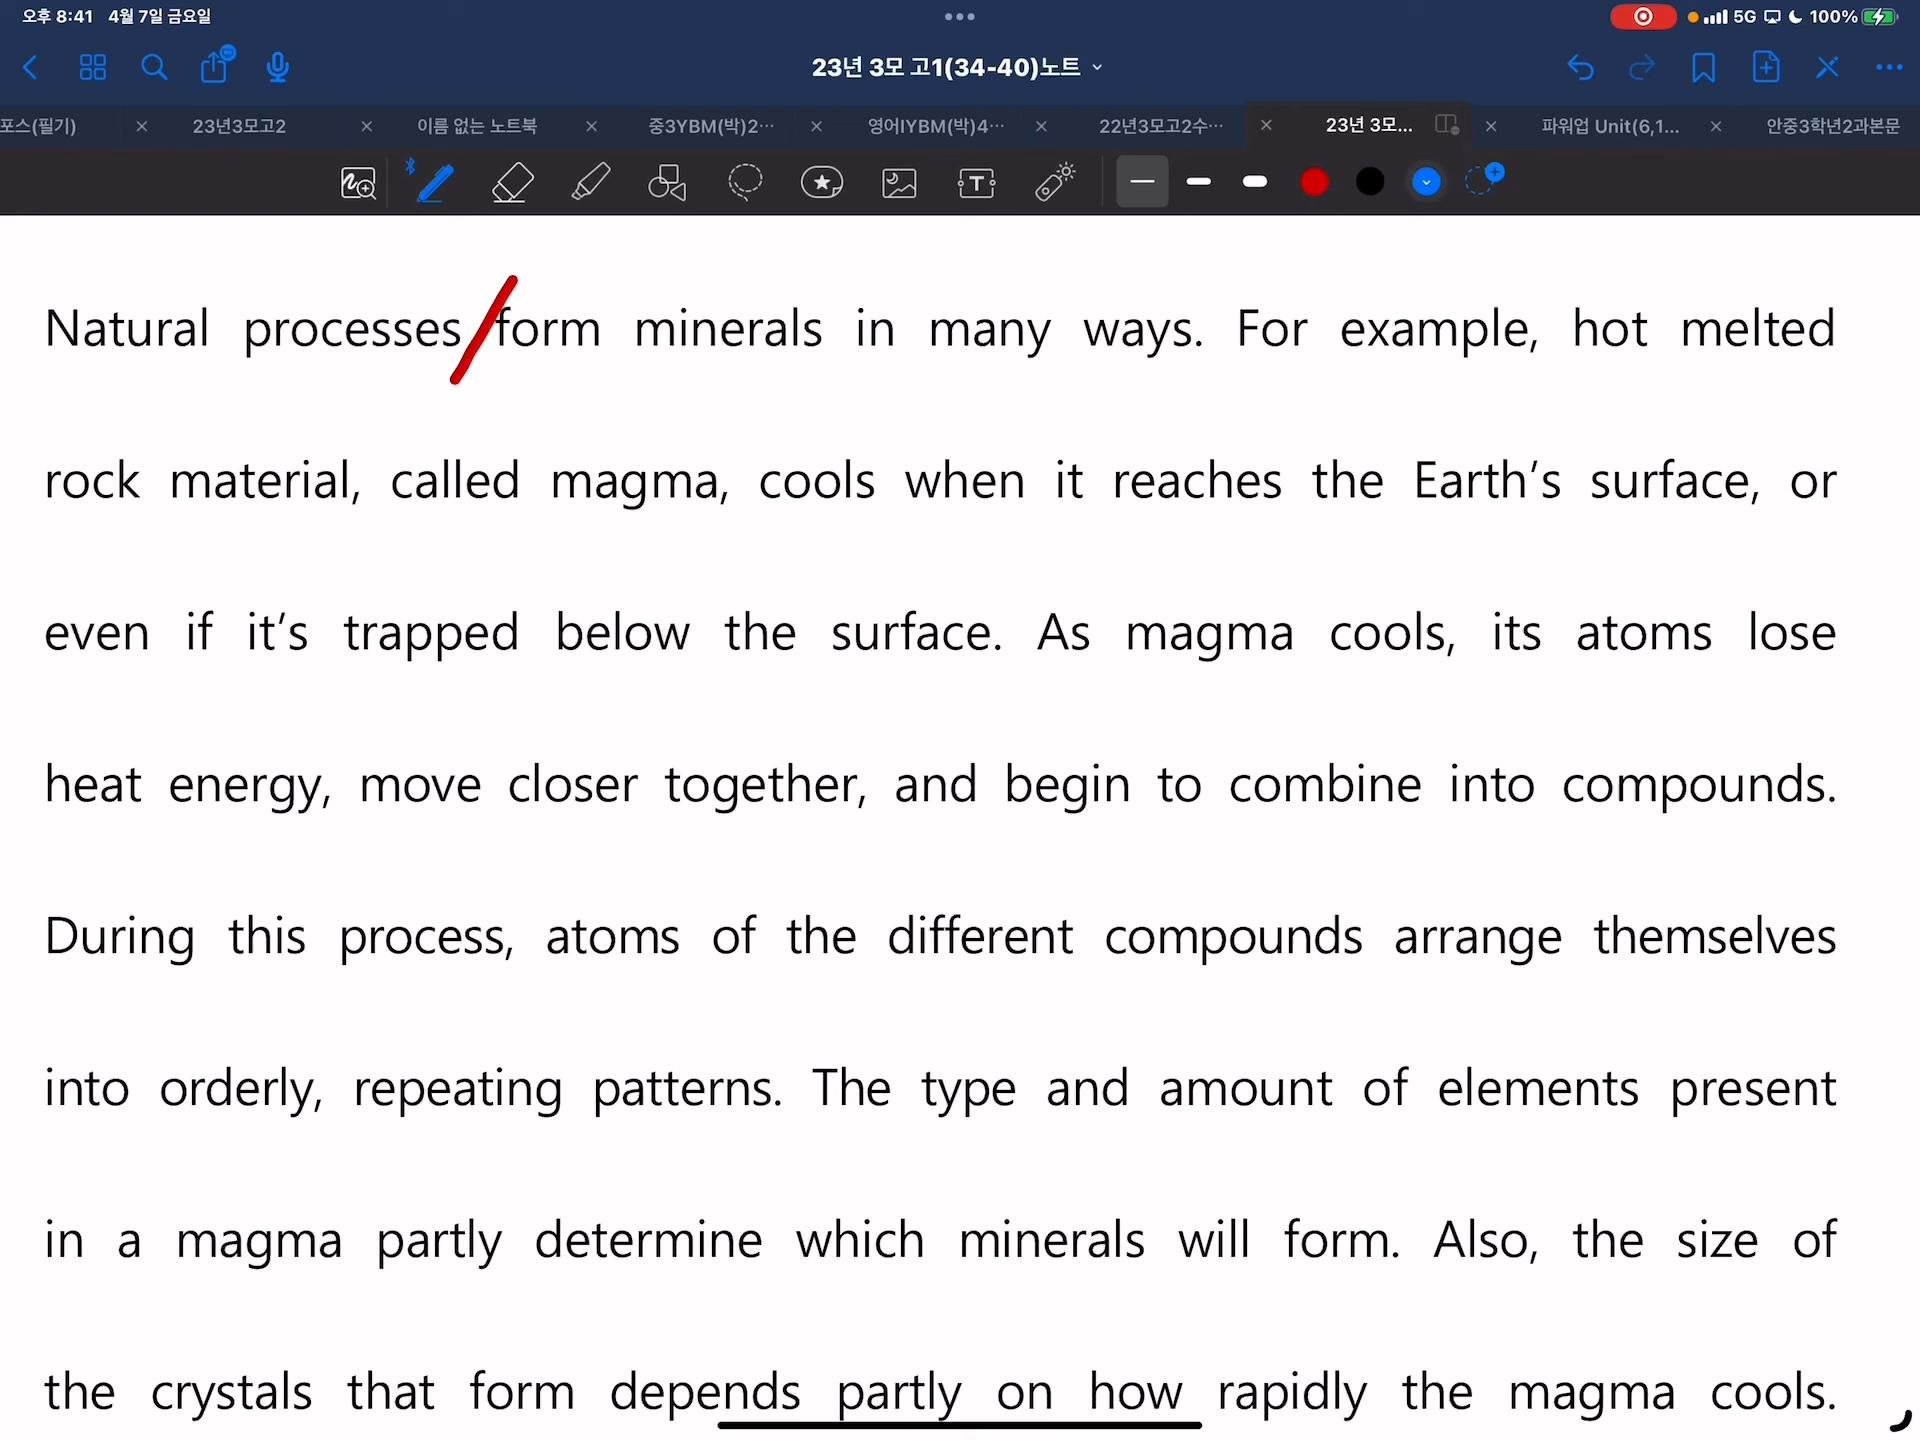 오후 8:41 4월 7일 금요일
5G 100%
23년 3모 고1(34-40)노트
포스(필기) 23년3모고2 이름 없는 노트북 중3YBM(박)2... 영어IYBM(박)4... 22년3모고2수... 23년 3모... 파워업 Unit(6,1... 안중3학년2과본문
Natural processes form minerals in many ways. For example, hot melted
rock material, called magma, cools when it reaches the Earth's surface, or
even if it's trapped below the surface. As magma cools, its atoms lose
heat energy, move closer together, and begin to combine into compounds.
During this process, atoms of the different compounds arrange themselves
into orderly, repeating patterns. The type and amount of elements present
in a magma partly determine which minerals will form. Also, the size of
the crystals that form depends partly on how rapidly the magma cools.